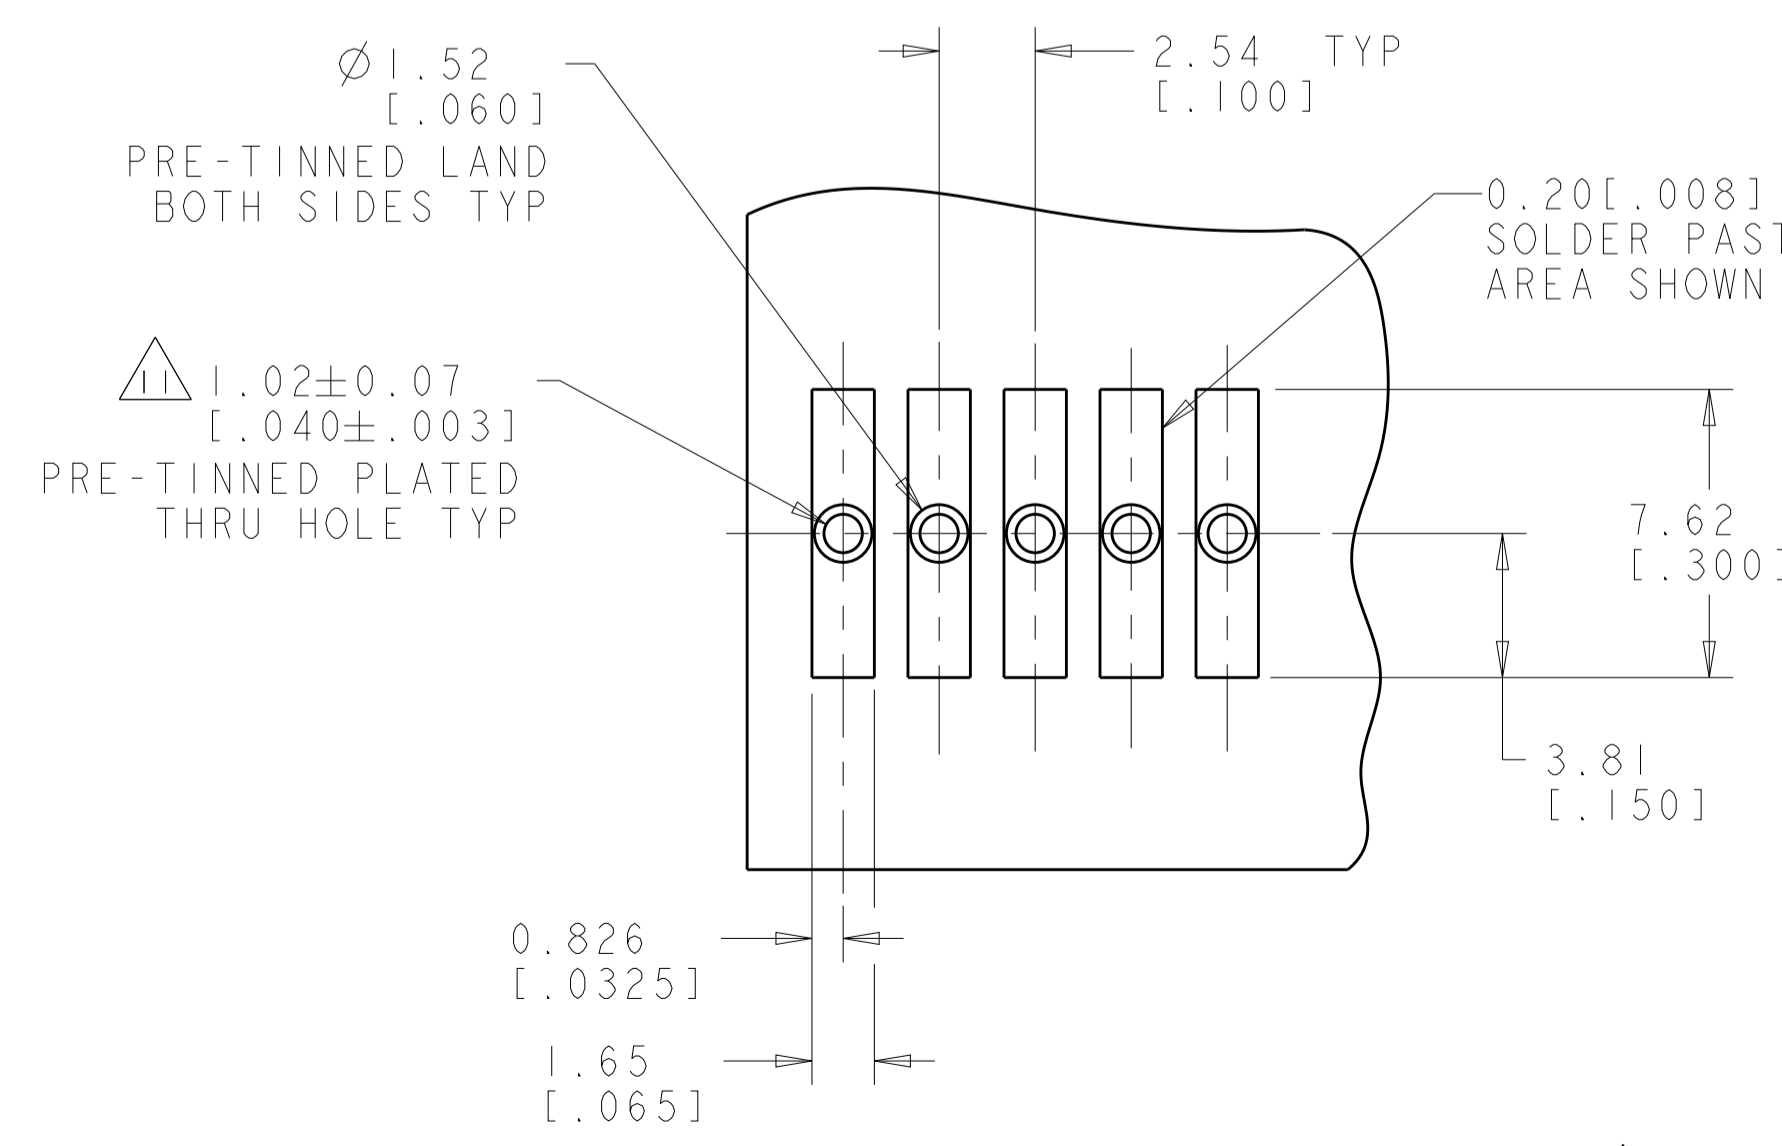 Ø1.52
[.060]
PRE-TINNED LAND
BOTH SIDES TYP
2.54 TYP
[.100]
0.20[.008]
SOLDER PAST
AREA SHOWN
11 1.02±0.07
[.040±.003]
PRE-TINNED PLATED
THRU HOLE TYP
7.62
[.300]
3.81
[.150]
0.826
[.0325]
1.65
[.065]